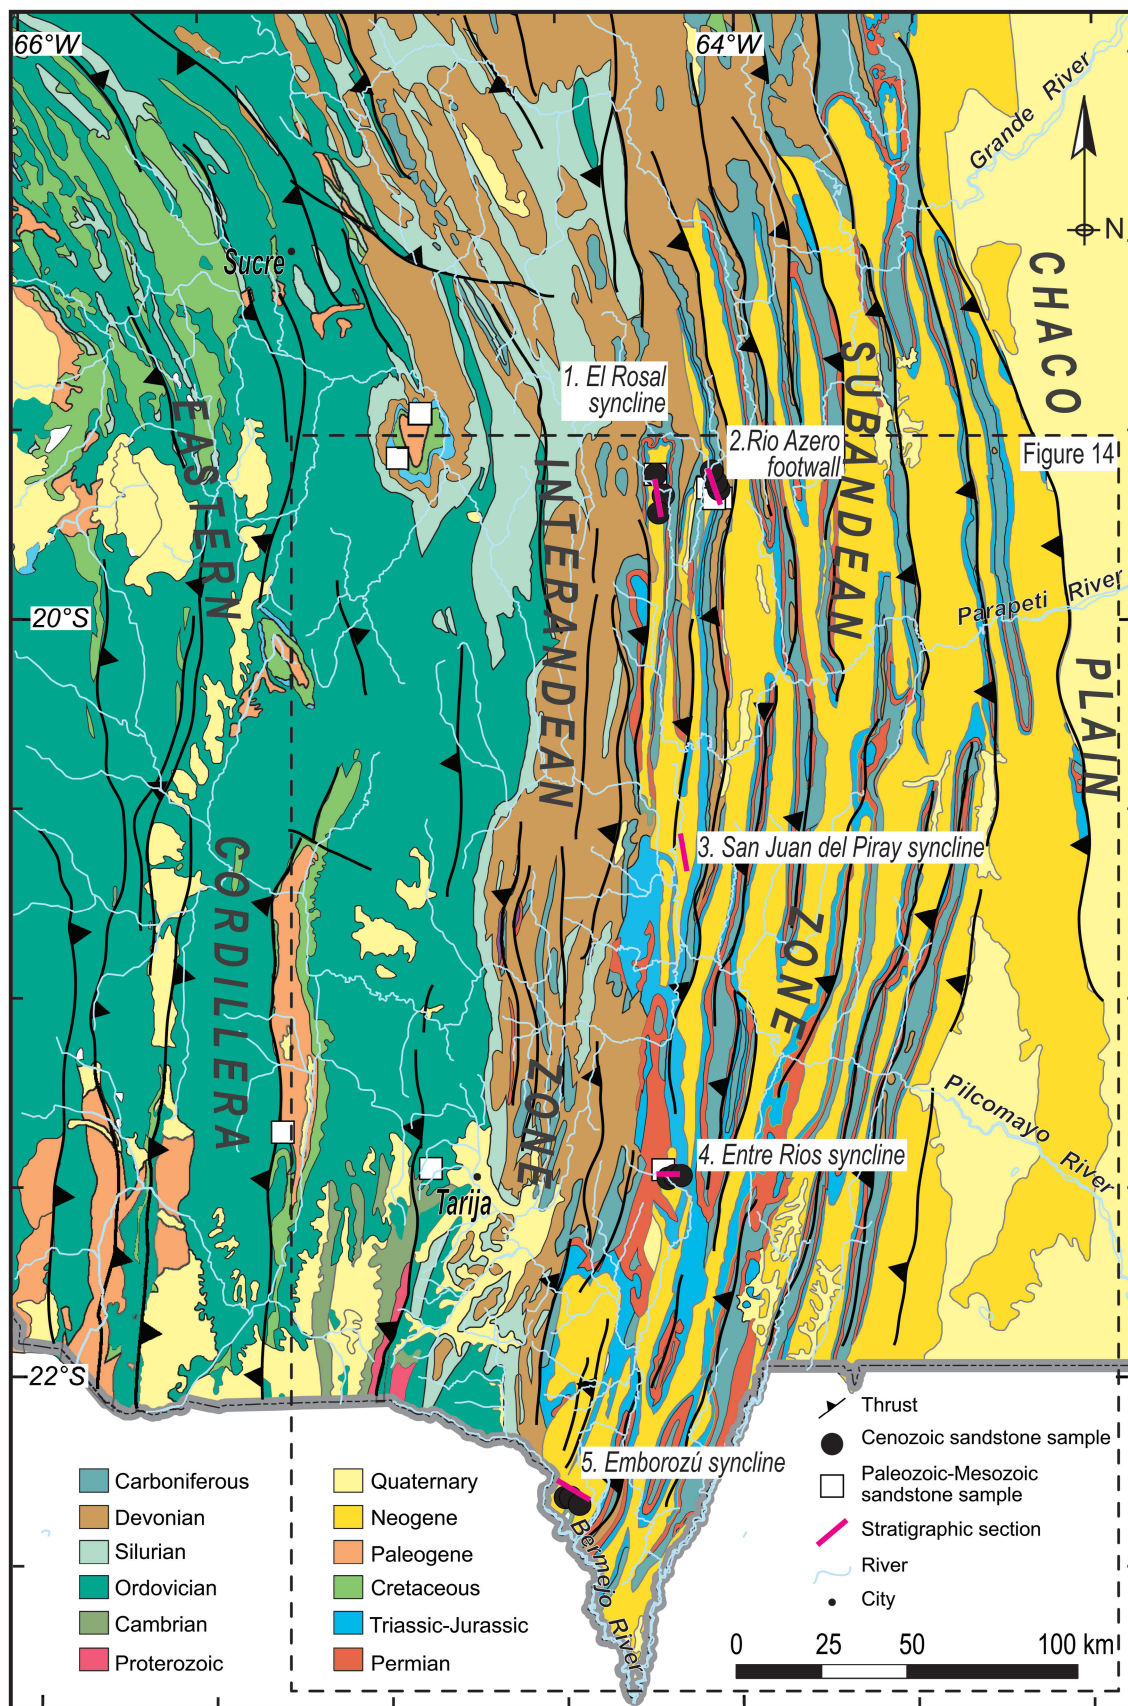 66°W
64°W
Grande River
N
Sucre
CHACO
PLAIN
1. El Rosal
syncline
SUBANDEAN
ZONE
2.Rio Azero
footwall
Figure 14
EASTERN
CORDILLERA
INTERANDEAN
ZONE
20°S
Parapeti River
3. San Juan del Piray syncline
Pilcomayo River
4. Entre Rios syncline
Tarija
22°S
5. Emborozú syncline
Bermejo River
Carboniferous
Devonian
Silurian
Ordovician
Cambrian
Proterozoic
Quaternary
Neogene
Paleogene
Cretaceous
Triassic-Jurassic
Permian
Thrust
Cenozoic sandstone sample
Paleozoic-Mesozoic
sandstone sample
Stratigraphic section
River
City
0 25 50 100 km